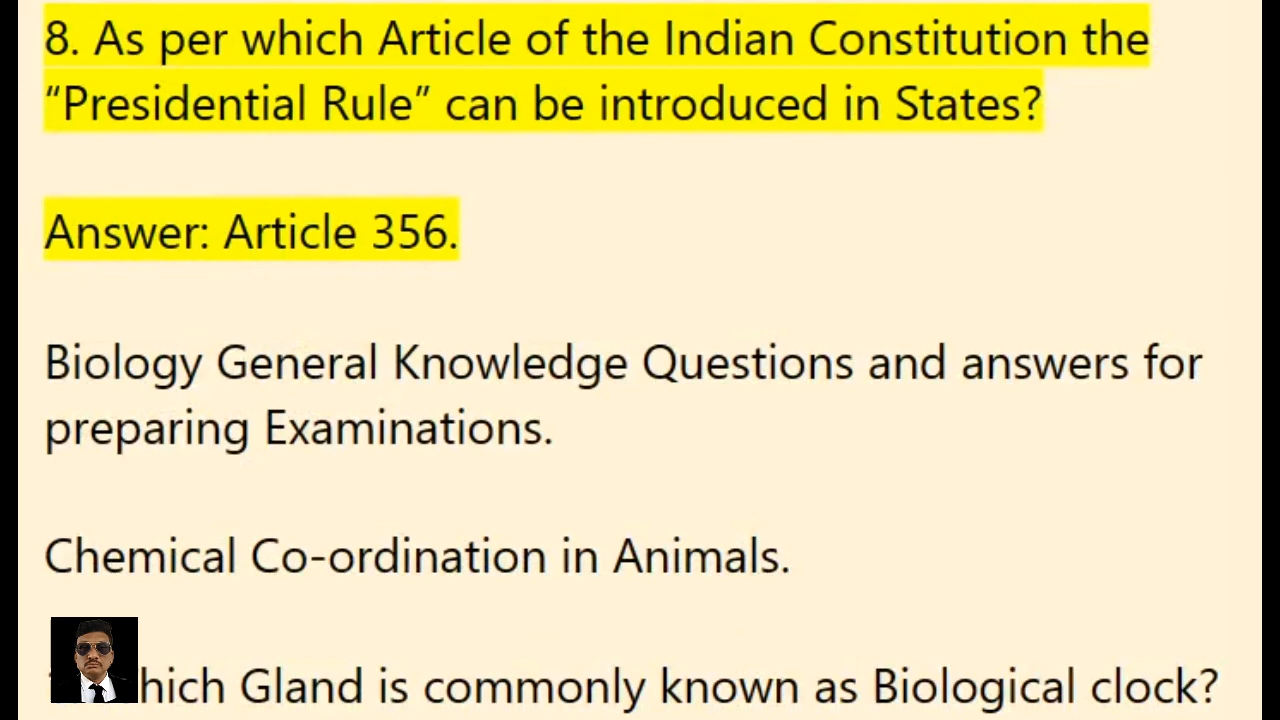 8. As per which Article of the Indian Constitution the
“Presidential Rule” can be introduced in States?
Answer: Article 356.
Biology General Knowledge Questions and answers for
preparing Examinations.
Chemical Co-ordination in Animals.
hich Gland is commonly known as Biological clock?